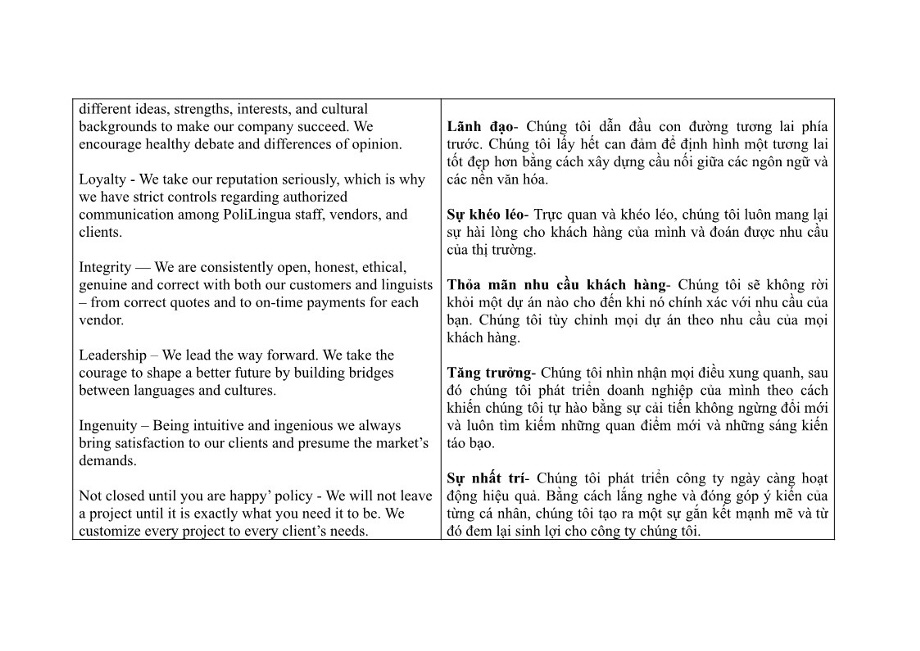 different ideas, strengths, interests, and cultural
backgrounds to make our company succeed. We
encourage healthy debate and differences of opinion.
Loyalty - We take our reputation seriously, which is why
we have strict controls regarding authorized
communication among PoliLingua staff, vendors, and
clients.
Integrity — We are consistently open, honest, ethical,
genuine and correct with both our customers and linguists
– from correct quotes and to on-time payments for each
vendor.
Leadership – We lead the way forward. We take the
courage to shape a better future by building bridges
between languages and cultures.
Ingenuity – Being intuitive and ingenious we always
bring satisfaction to our clients and presume the market’s
demands.
Not closed until you are happy’ policy - We will not leave
a project until it is exactly what you need it to be. We
customize every project to every client’s needs.
Lãnh đạo- Chúng tôi dẫn đầu con đường tương lai phía
trước. Chúng tôi lấy hết can đảm để định hình một tương lai
tốt đẹp hơn bằng cách xây dựng cầu nối giữa các ngôn ngữ và
các nền văn hóa.
Sự khéo léo- Trực quan và khéo léo, chúng tôi luôn mang lại
sự hài lòng cho khách hàng của mình và đoán được nhu cầu
của thị trường.
Thỏa mãn nhu cầu khách hàng- Chúng tôi sẽ không rời
khỏi một dự án nào cho đến khi nó chính xác với nhu cầu của
bạn. Chúng tôi tùy chỉnh mọi dự án theo nhu cầu của mọi
khách hàng.
Tăng trưởng- Chúng tôi nhìn nhận mọi điều xung quanh, sau
đó chúng tôi phát triển doanh nghiệp của mình theo cách
khiến chúng tôi tự hào bằng sự cải tiến không ngừng đổi mới
và luôn tìm kiếm những quan điểm mới và những sáng kiến
táo bạo.
Sự nhất trí- Chúng tôi phát triển công ty ngày càng hoạt
động hiệu quả. Bằng cách lắng nghe và đóng góp ý kiến của
từng cá nhân, chúng tôi tạo ra một sự gắn kết mạnh mẽ và từ
đó đem lại sinh lợi cho công ty chúng tôi.